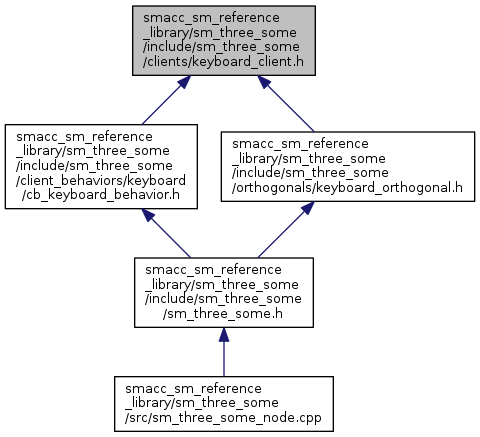 smacc_sm_reference
_library/sm_three_some
/include/sm_three_some
/clients/keyboard_client.h
smacc_sm_reference
_library/sm_three_some
/include/sm_three_some
/client_behaviors/keyboard
/cb_keyboard_behavior.h
smacc_sm_reference
_library/sm_three_some
/include/sm_three_some
/orthogonals/keyboard_orthogonal.h
smacc_sm_reference
_library/sm_three_some
/include/sm_three_some
/sm_three_some.h
smacc_sm_reference
_library/sm_three_some
/src/sm_three_some_node.cpp